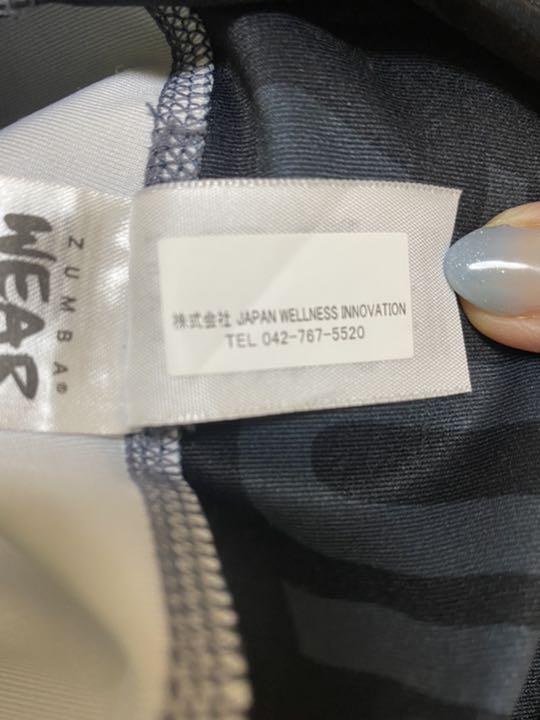 株式会社 JAPAN WELLNESS INNOVATION
TEL 042-767-5520
ZUMBA®
WEAR